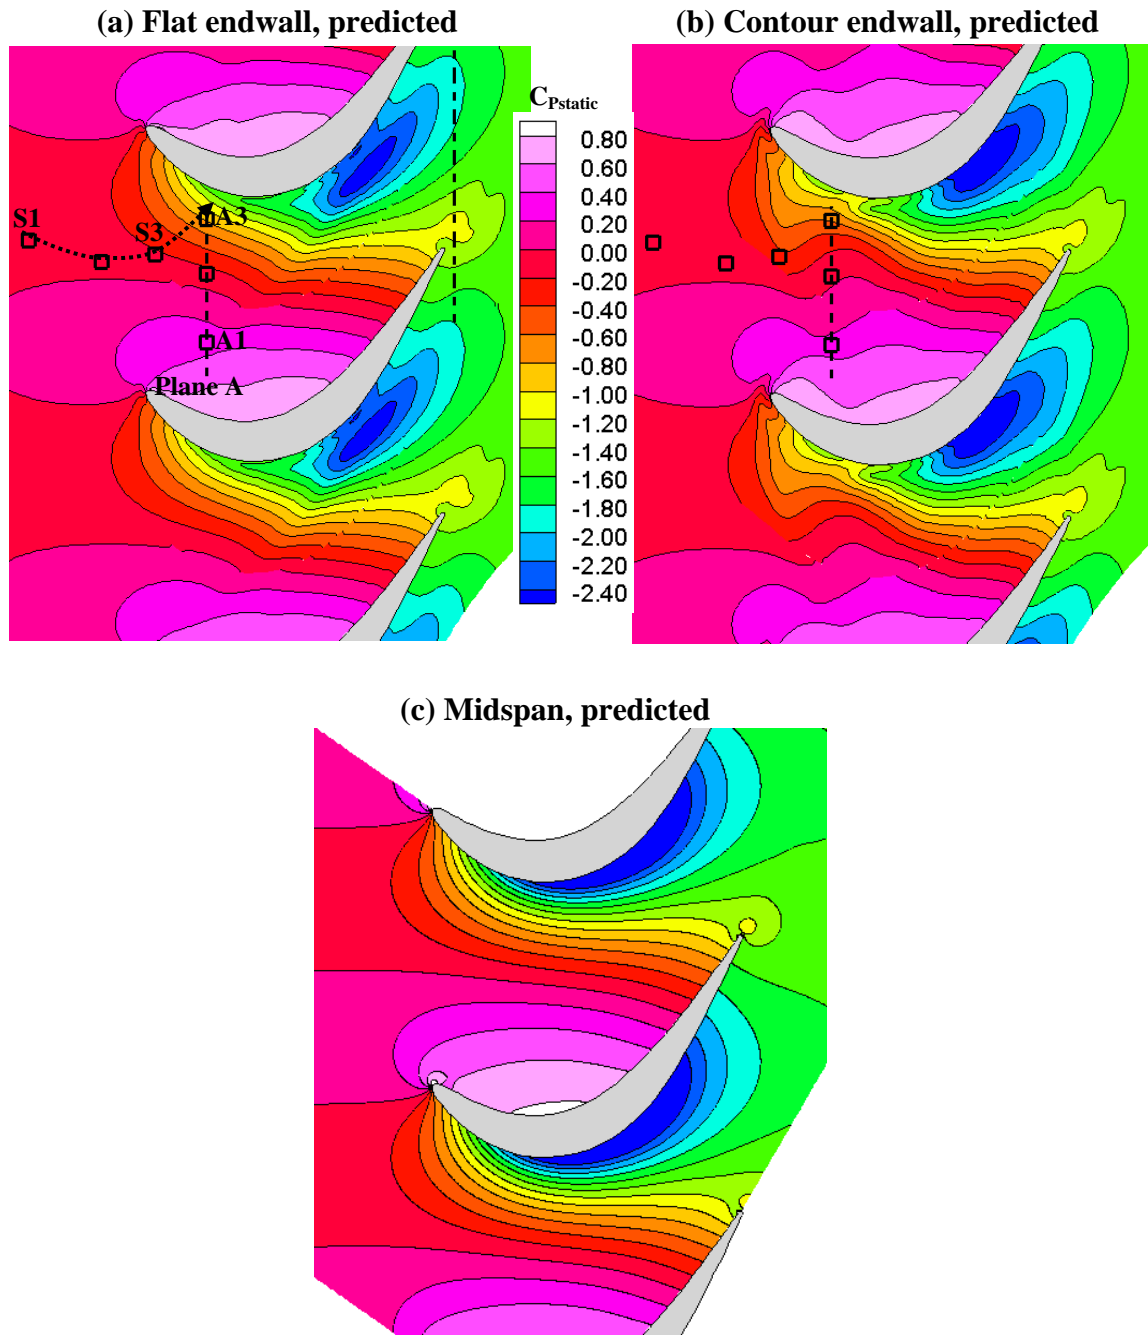 (a) Flat endwall, predicted
(b) Contour endwall, predicted
CPstatic
0.80
0.60
0.40
0.20
0.00
-0.20
-0.40
-0.60
-0.80
-1.00
-1.20
-1.40
-1.60
-1.80
-2.00
-2.20
-2.40
S1
S3
A3
A1
Plane A
(c) Midspan, predicted